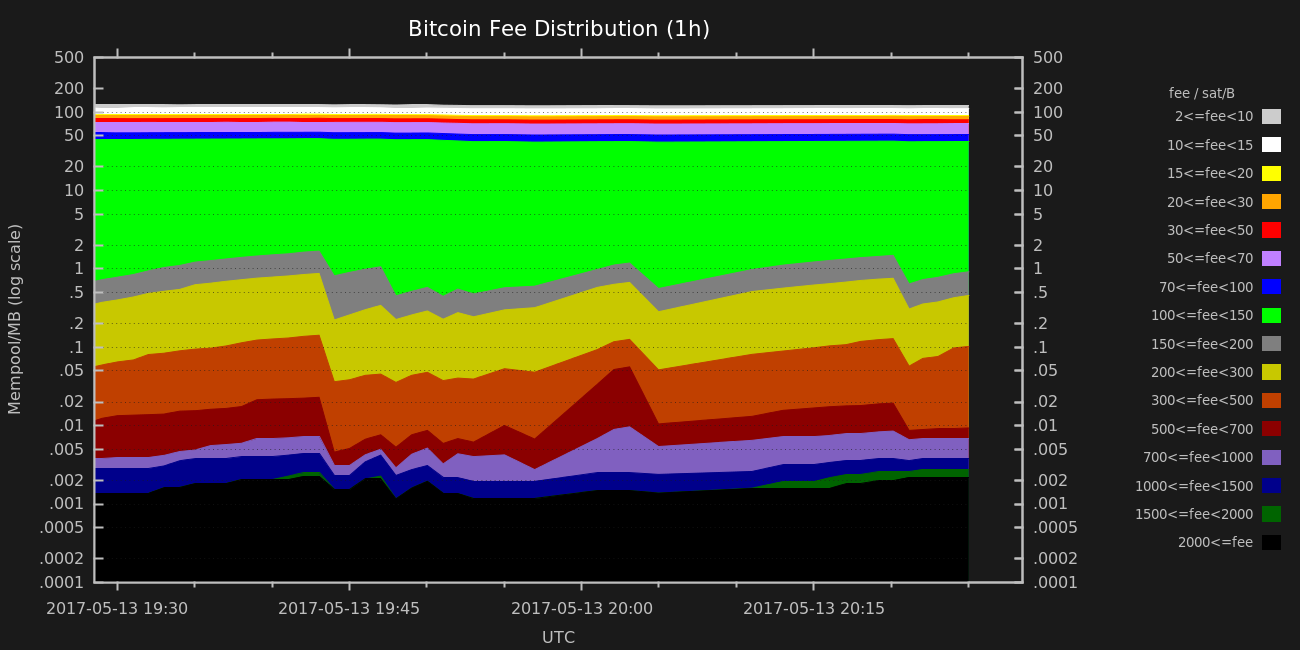 Bitcoin Fee Distribution (1h)
Mempool/MB (log scale)
500
200
100
50
20
10
5
2
1
.5
.2
.1
.05
.02
.01
.005
.002
.001
.0005
.0002
.0001
500
200
100
50
20
10
5
2
1
.5
.2
.1
.05
.02
.01
.005
.002
.001
.0005
.0002
.0001
2017-05-13 19:30
2017-05-13 19:45
2017-05-13 20:00
2017-05-13 20:15
UTC
fee / sat/B
2<=fee<10
10<=fee<15
15<=fee<20
20<=fee<30
30<=fee<50
50<=fee<70
70<=fee<100
100<=fee<150
150<=fee<200
200<=fee<300
300<=fee<500
500<=fee<700
700<=fee<1000
1000<=fee<1500
1500<=fee<2000
2000<=fee